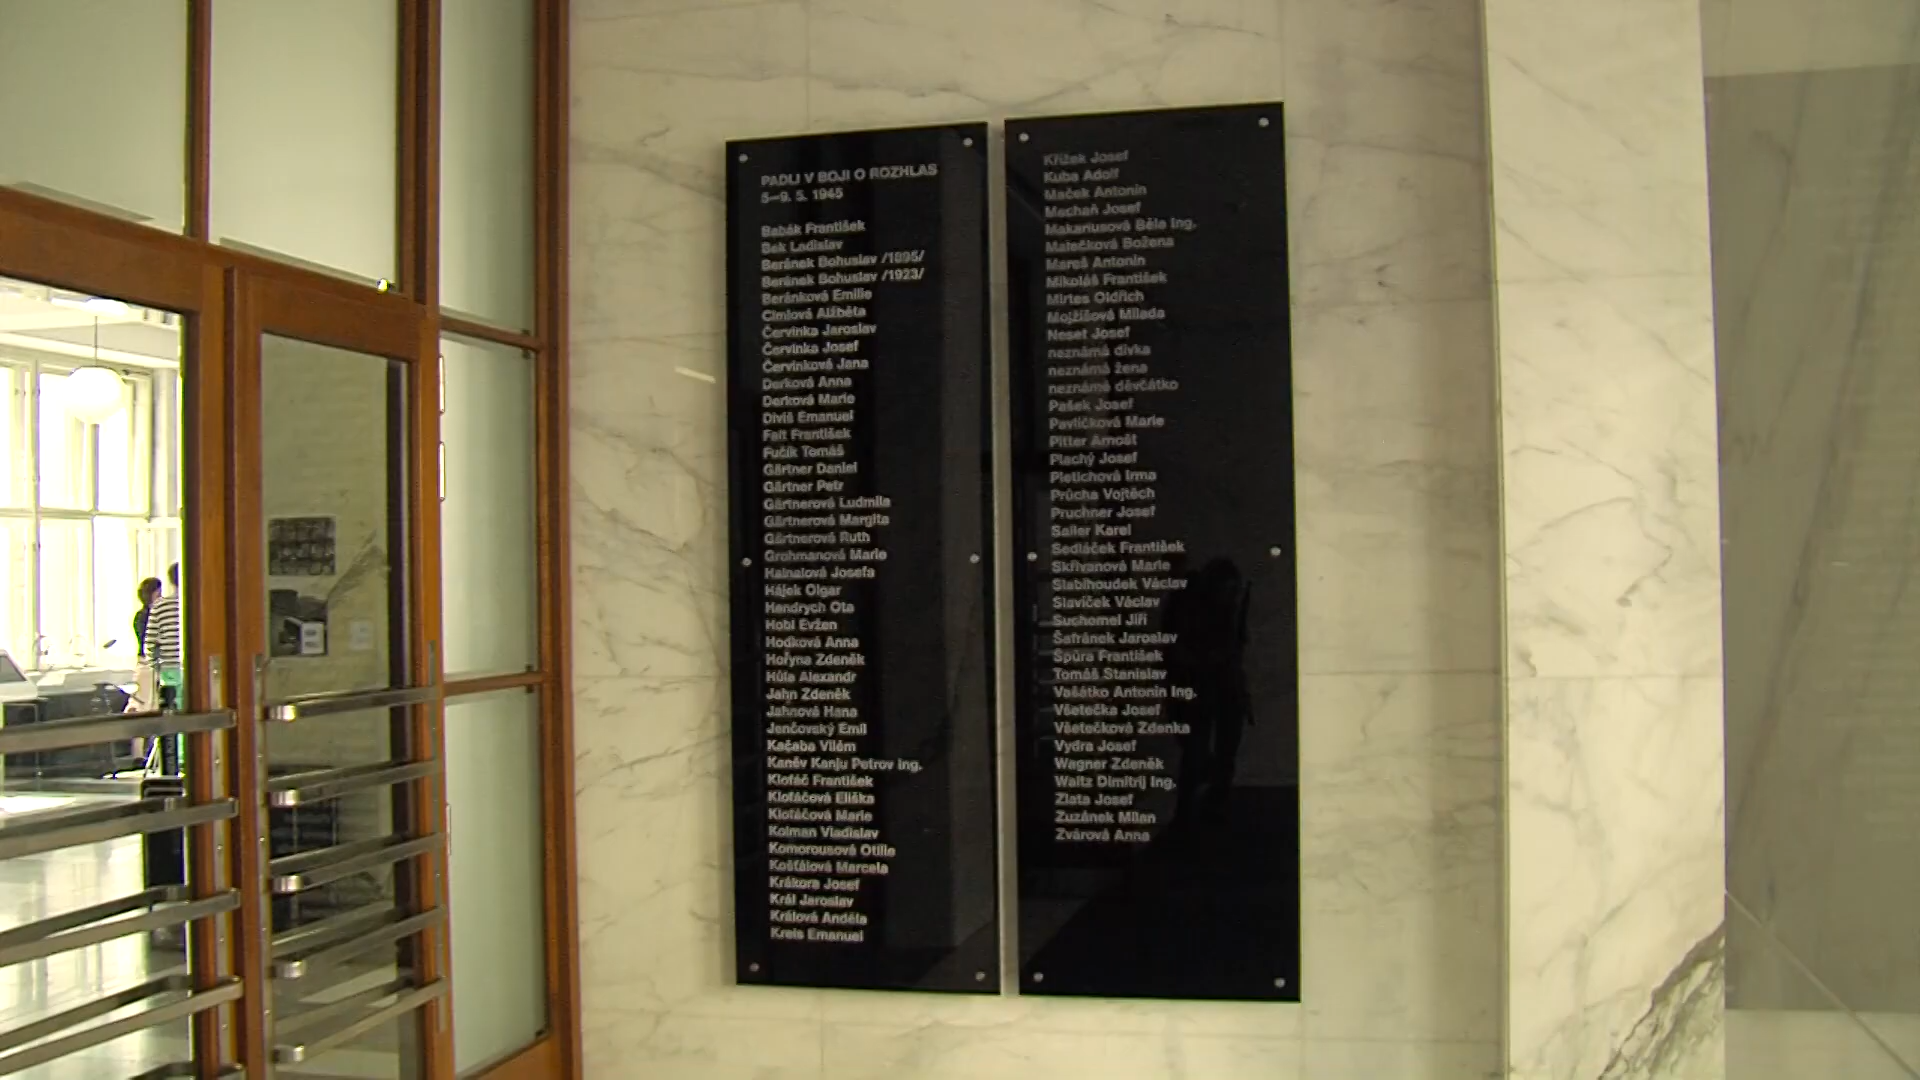 PADLI V BOJI O ROZHLAS
5–9. 5. 1945
Babák František
Bek Ladislav
Beránek Bohuslav /1895/
Beránek Bohuslav /1923/
Beránková Emilie
Cimlová Alžběta
Červinka Jaroslav
Červinka Josef
Červinková Jana
Derková Anna
Derková Marie
Diviš Emanuel
Falt František
Fučík Tomáš
Gärtner Daniel
Gärtner Petr
Gärtnerová Ludmila
Gärtnerová Margita
Gärtnerová Ruth
Grohmanová Marie
Hainalová Josefa
Hájek Olgar
Hendrych Ota
Hobl Evžen
Hodková Anna
Hořyna Zdeněk
Hůla Alexandr
Jahn Zdeněk
Jahnová Hana
Jenčovský Emil
Kačaba Vilém
Kaněv Kanju Petrov Ing.
Klofáč František
Klofáčová Eliška
Klofáčová Marie
Kolman Vladislav
Komorousová Otilie
Košťálová Marcela
Krákora Josef
Král Jaroslav
Králová Anděla
Kreis Emanuel
Křížek Josef
Kuba Adolf
Maček Antonín
Machaň Josef
Makariusová Běla Ing.
Matečková Božena
Mareš Antonín
Mikoláš František
Mirtes Oldřich
Mojžíšová Milada
Neset Josef
neznámá dívka
neznámá žena
neznámé děvčátko
Pašek Josef
Pavlíčková Marie
Pitter Arnošt
Plachý Josef
Pletichová Irma
Průcha Vojtěch
Pruchner Josef
Sailer Karel
Sedláček František
Skřivanová Marie
Slabihoudek Václav
Slavíček Václav
Suchomel Jiří
Šafránek Jaroslav
Špůra František
Tomáš Stanislav
Vašátko Antonín Ing.
Všetečka Josef
Všetečková Zdenka
Vydra Josef
Wagner Zdeněk
Waltz Dimitrij Ing.
Zlata Josef
Zuzánek Milan
Zvárová Anna